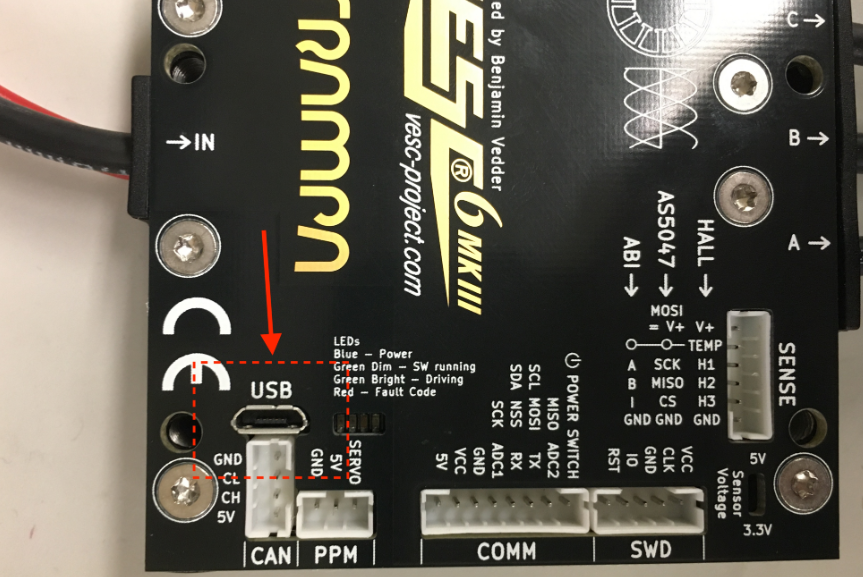 C →
B →
A →
→IN
TRAMPA
VESC® 6 MKIII
ed by Benjamin Vedder
vesc-project.com
CE
ABI →
AS5047 →
HALL →
MOSI
= V+ V+
TEMP
A SCK H1
B MISO H2
I CS H3
GND GND GND
SENSE
LEDs
Blue – Power
Green Dim – SW running
Green Bright – Driving
Red – Fault Code
USB
GND
CL
CH
5V
CAN
GND
5V
SERVO
PPM
5V
VCC
GND
SCK ADC1
SDA NSS RX
SCL MOSI TX
MISO ADC2
POWER SWITCH
COMM
RST
IO
GND
CLK
VCC
SWD
5V
Sensor
Voltage
3.3V